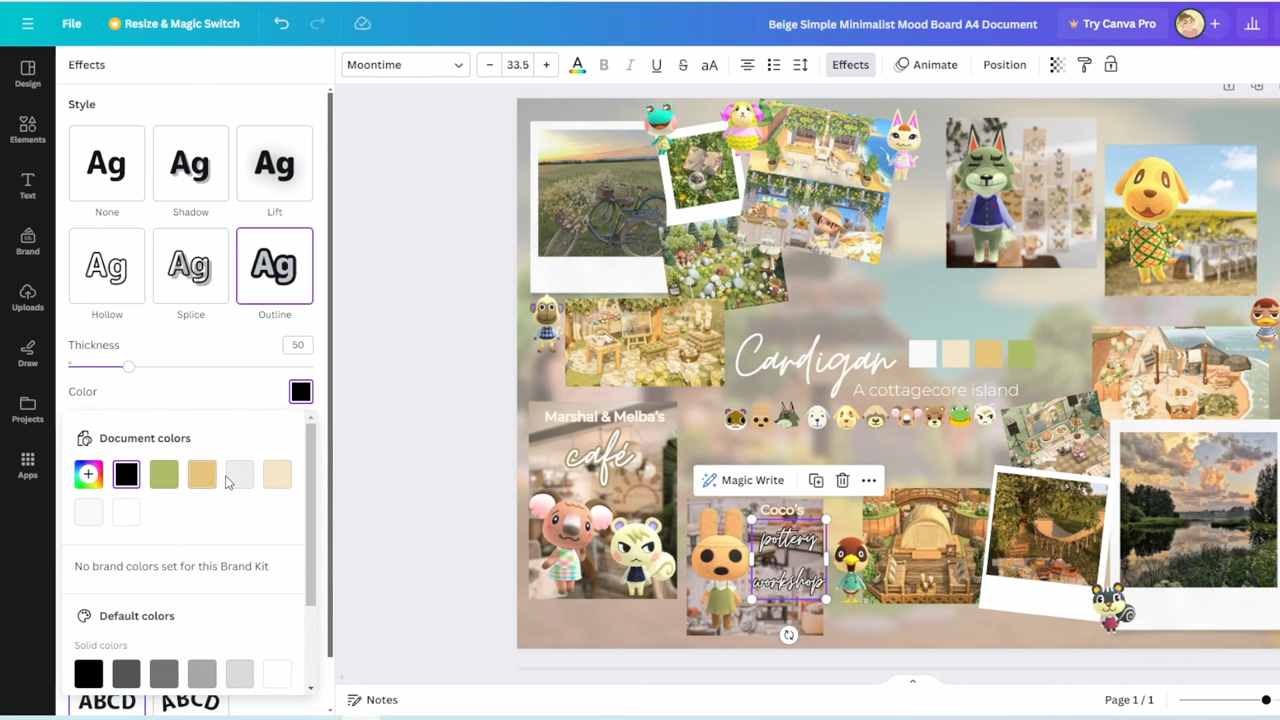 File
Resize & Magic Switch
Beige Simple Minimalist Mood Board A4 Document
Try Canva Pro
Design
Elements
Text
Brand
Uploads
Draw
Projects
Apps
Effects
Moontime
33.5
A
B
I
U
S
aA
Effects
Animate
Position
Style
Ag
Ag
Ag
None
Shadow
Lift
Ag
Ag
Ag
Hollow
Splice
Outline
Thickness
50
Color
Document colors
No brand colors set for this Brand Kit
Default colors
Solid colors
ABCD
ABCD
Cardigan
A cottagecore island
Marshal & Melba's
café
Magic Write
Coco's
pottery
workshop
Notes
Page 1 / 1